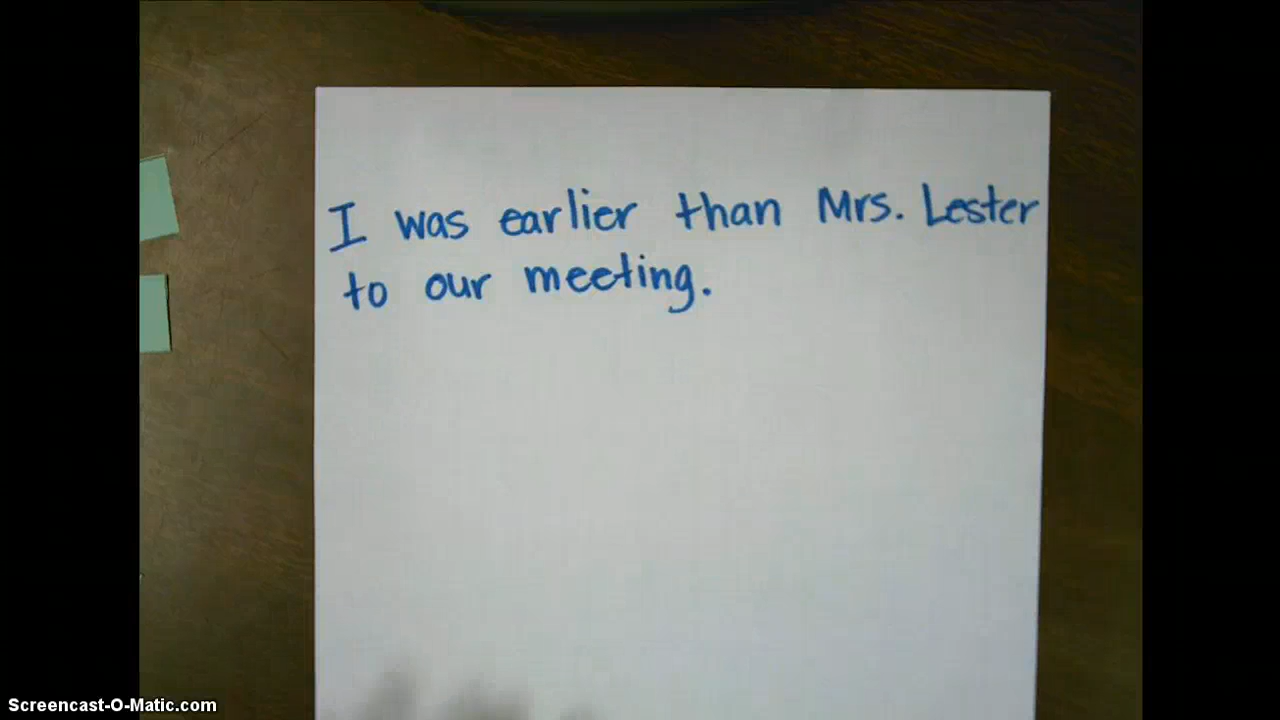 I was earlier than Mrs. Lester
to our meeting.
Screencast-O-Matic.com